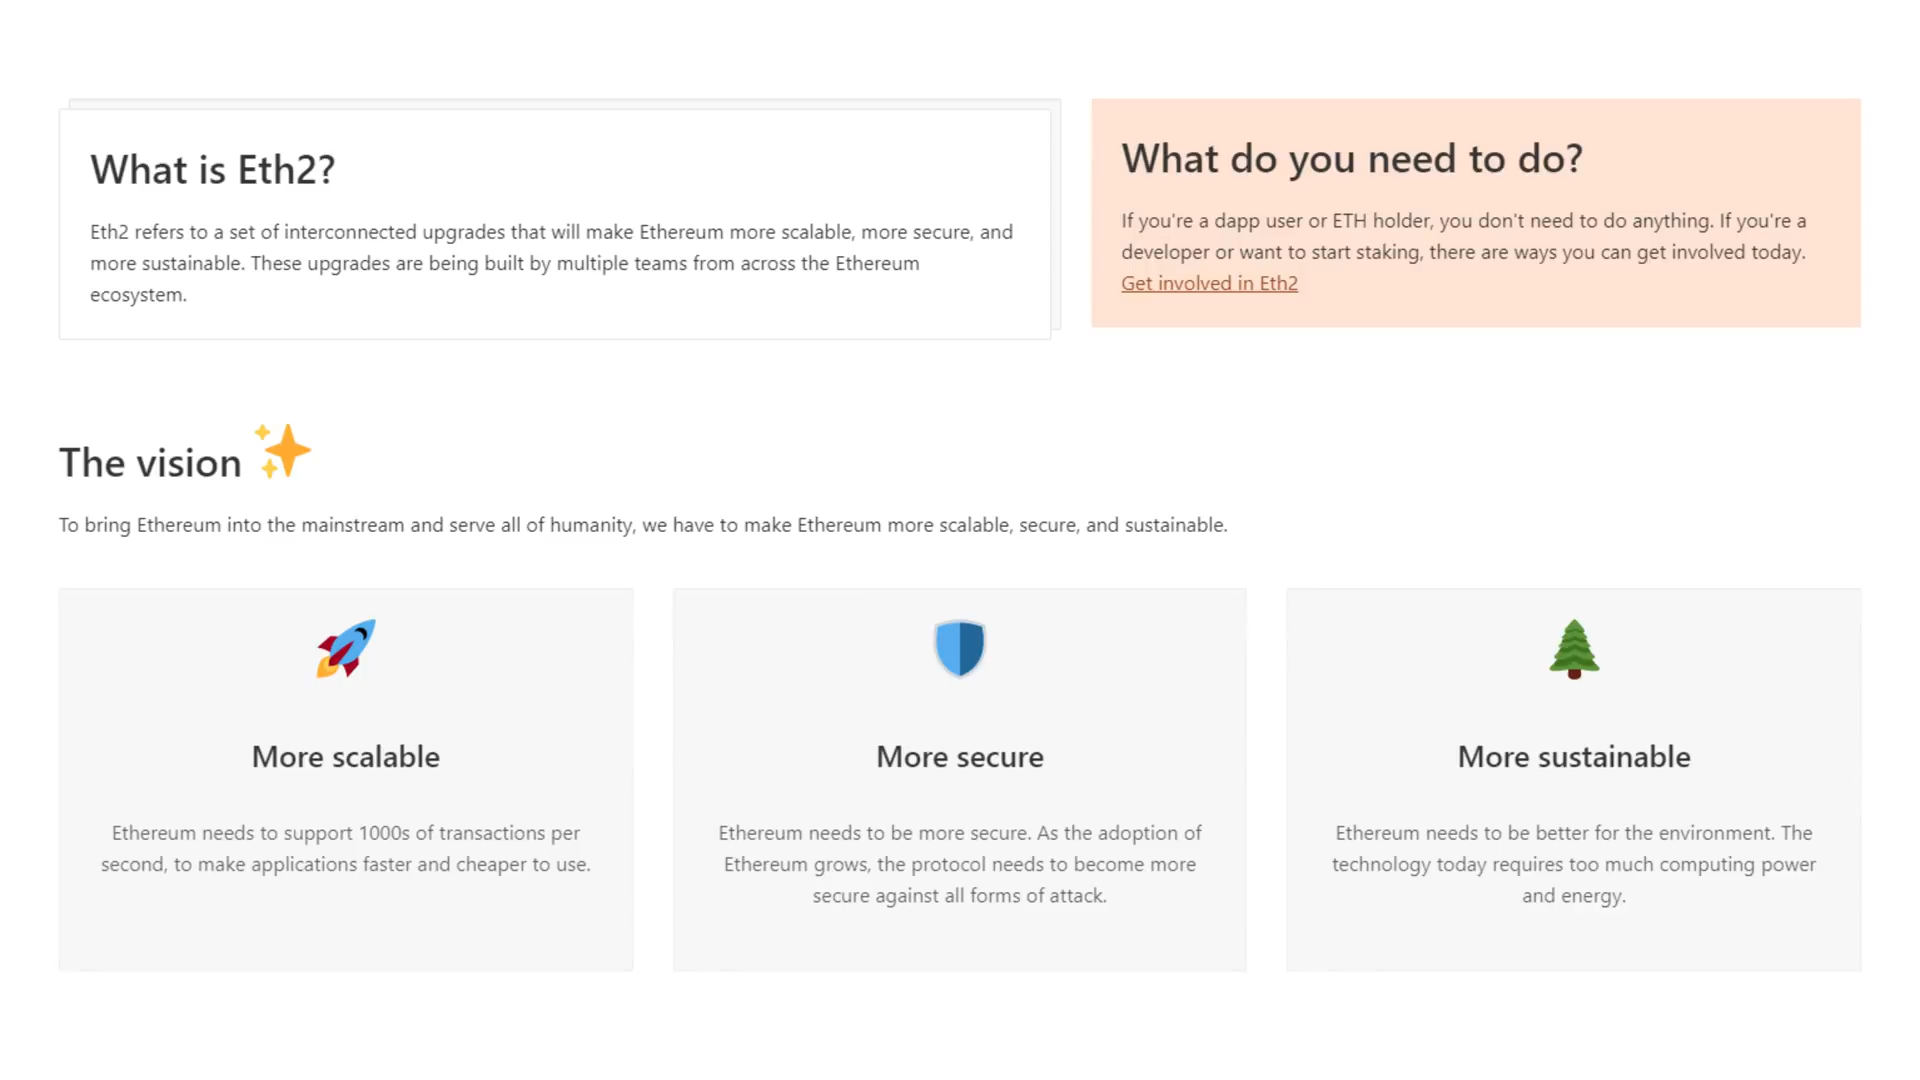 What is Eth2?
Eth2 refers to a set of interconnected upgrades that will make Ethereum more scalable, more secure, and
more sustainable. These upgrades are being built by multiple teams from across the Ethereum
ecosystem.
What do you need to do?
If you're a dapp user or ETH holder, you don't need to do anything. If you're a
developer or want to start staking, there are ways you can get involved today.
Get involved in Eth2
The vision
To bring Ethereum into the mainstream and serve all of humanity, we have to make Ethereum more scalable, secure, and sustainable.
More scalable
Ethereum needs to support 1000s of transactions per
second, to make applications faster and cheaper to use.
More secure
Ethereum needs to be more secure. As the adoption of
Ethereum grows, the protocol needs to become more
secure against all forms of attack.
More sustainable
Ethereum needs to be better for the environment. The
technology today requires too much computing power
and energy.